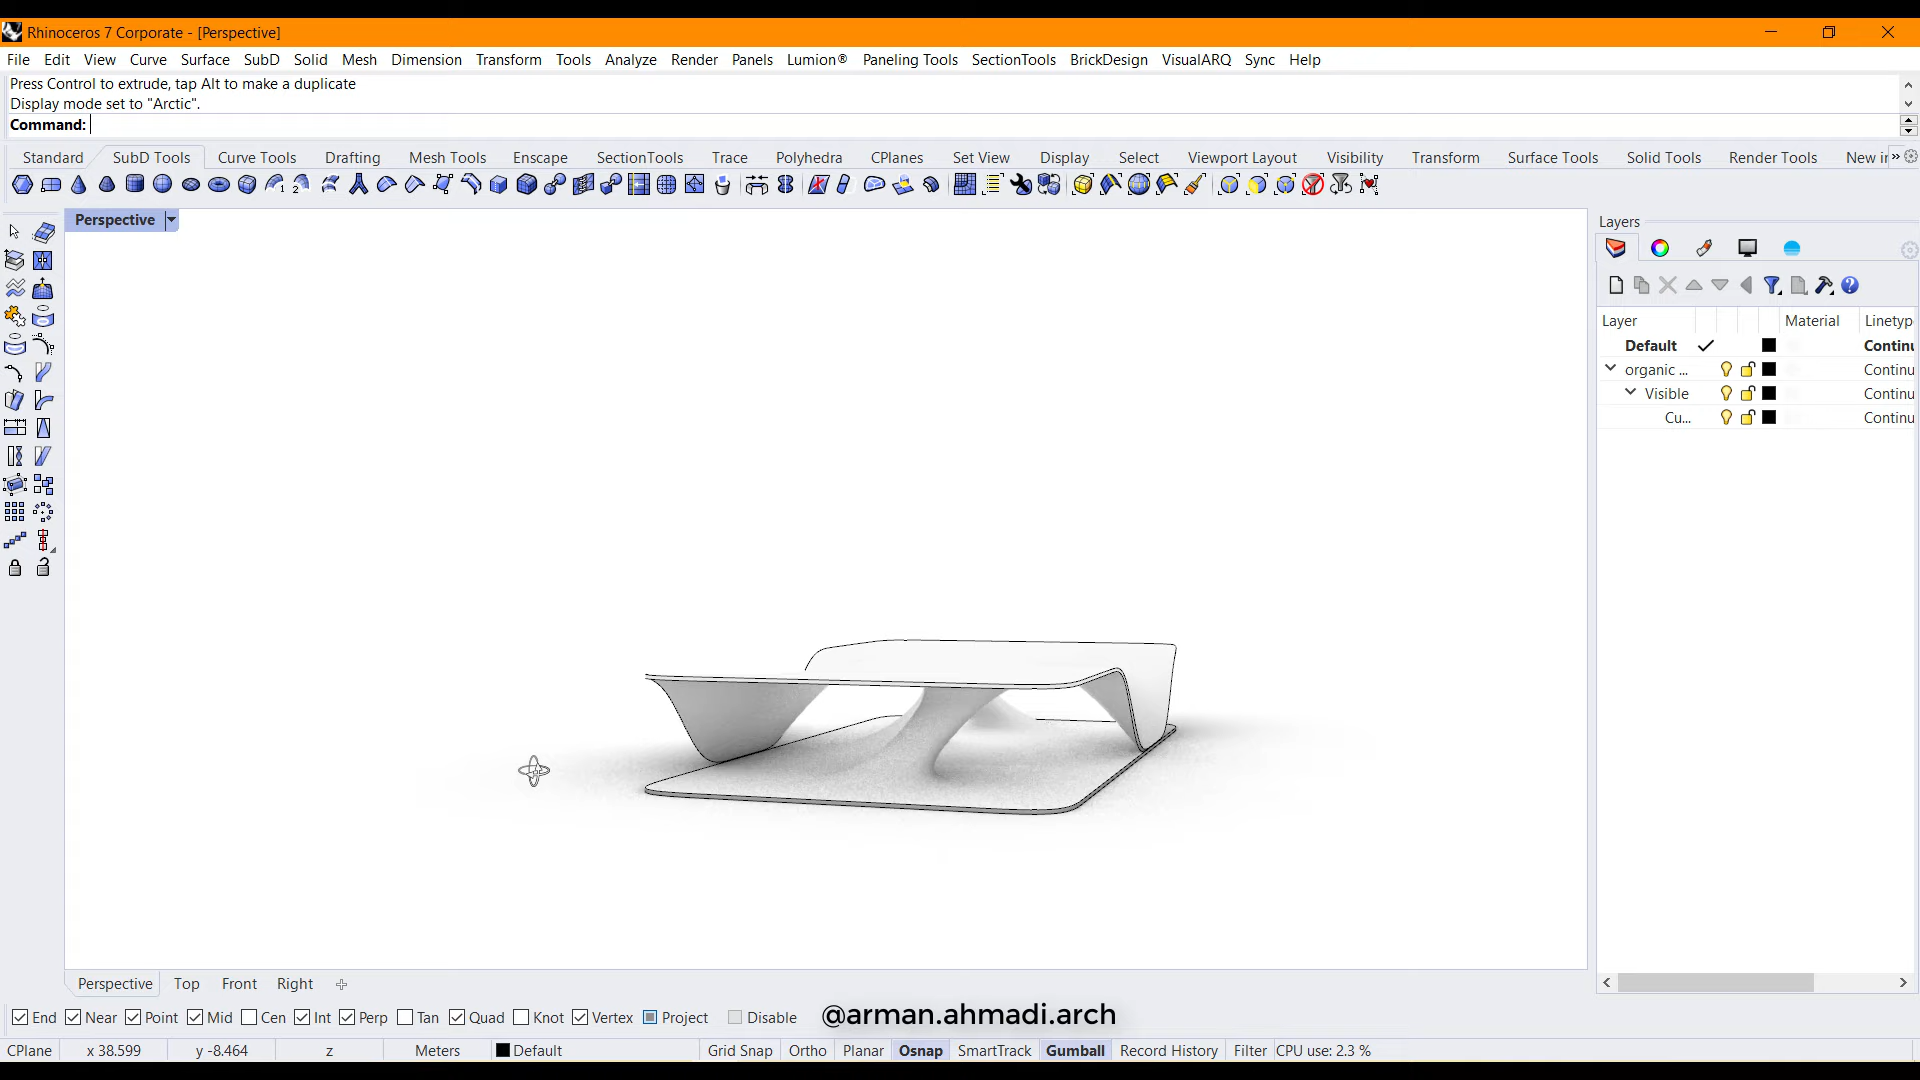 Rhinoceros 7 Corporate - [Perspective]
File Edit View Curve Surface SubD Solid Mesh Dimension Transform Tools Analyze Render Panels Lumion® Paneling Tools SectionTools BrickDesign VisualARQ Sync Help
Press Control to extrude, tap Alt to make a duplicate
Display mode set to "Arctic".
Command:
Standard SubD Tools Curve Tools Drafting Mesh Tools Enscape SectionTools Trace Polyhedra CPlanes Set View Display Select Viewport Layout Visibility Transform Surface Tools Solid Tools Render Tools New in »
Perspective
Layers
Layer Material Linetyp
Default Continu
organic ... Continu
Visible Continu
Cu... Continu
Perspective Top Front Right
End Near Point Mid Cen Int Perp Tan Quad Knot Vertex Project Disable @arman.ahmadi.arch
CPlane x 38.599 y -8.464 z Meters Default Grid Snap Ortho Planar Osnap SmartTrack Gumball Record History Filter CPU use: 2.3 %